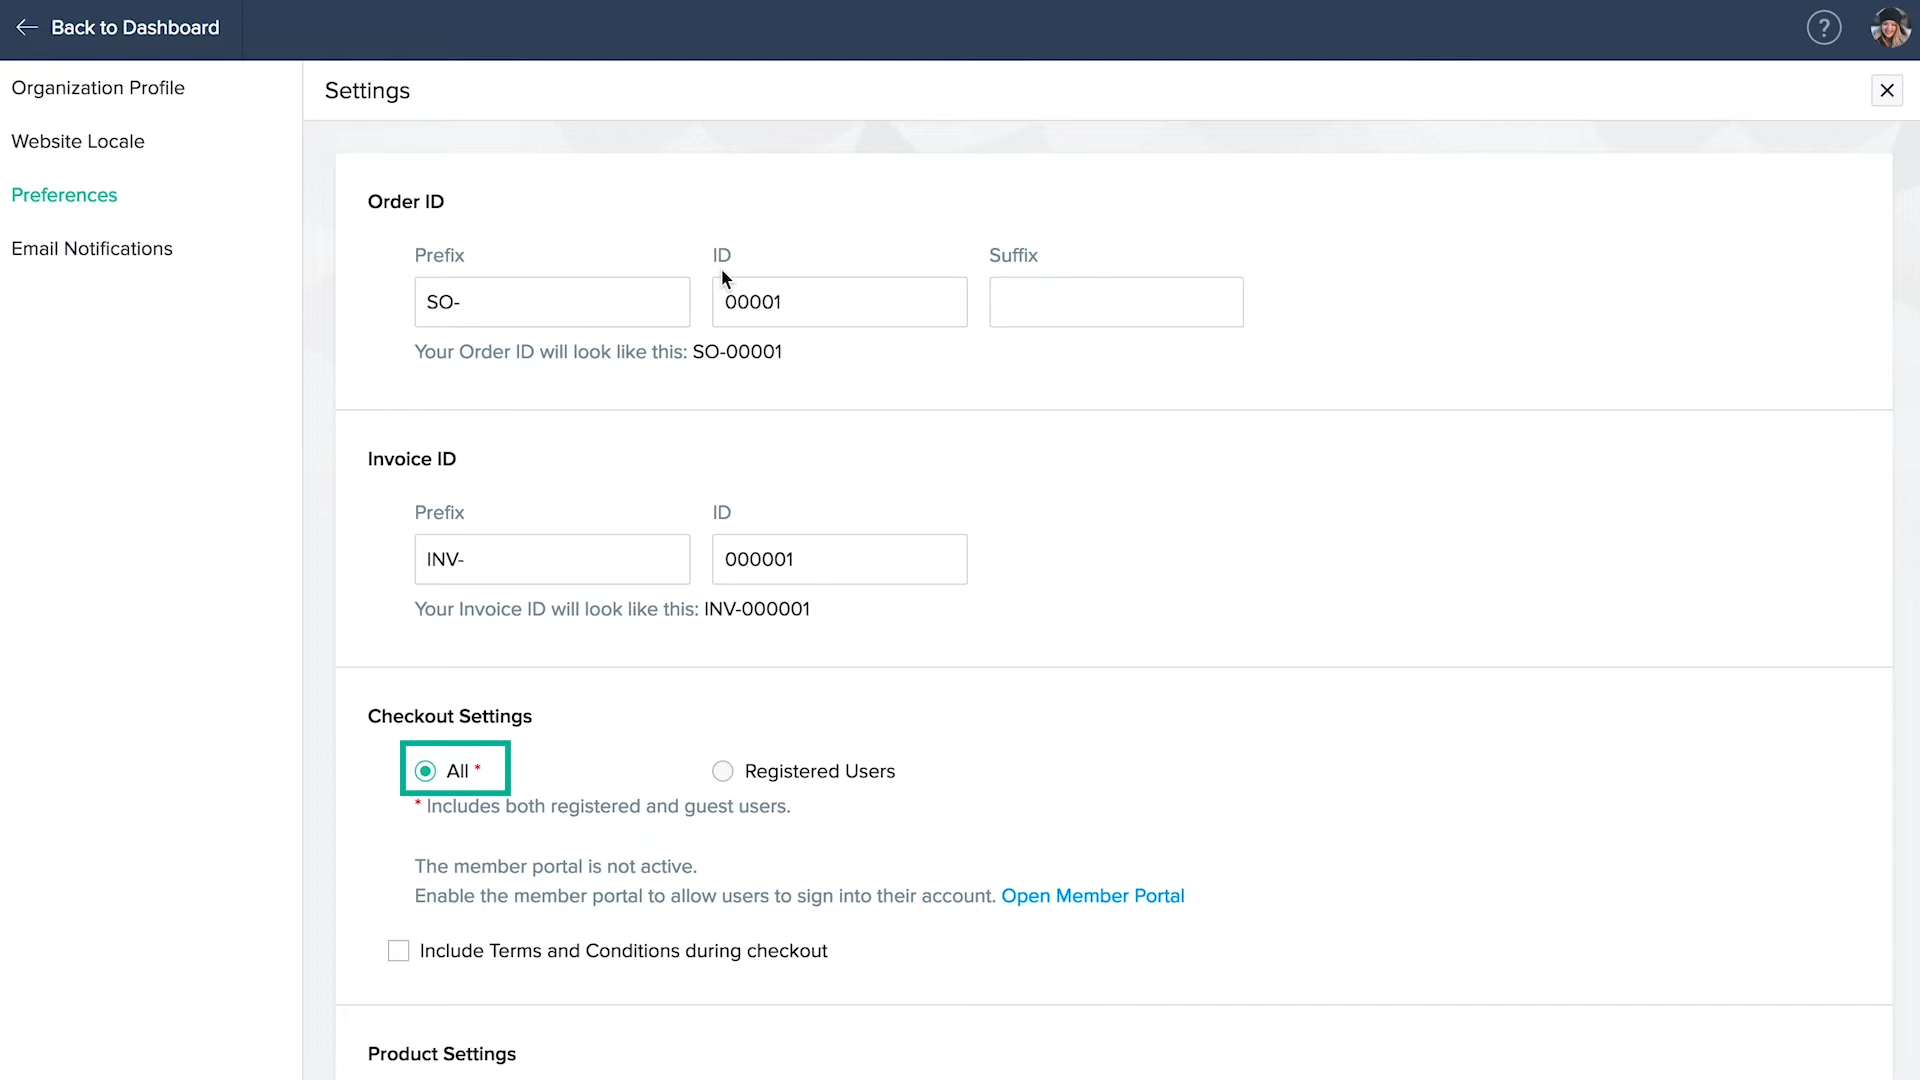 Back to Dashboard
?
Organization Profile
Website Locale
Preferences
Email Notifications
Settings
Order ID
Prefix ID Suffix
SO- 00001
Your Order ID will look like this: SO-00001
Invoice ID
Prefix ID
INV- 000001
Your Invoice ID will look like this: INV-000001
Checkout Settings
All * Registered Users
* Includes both registered and guest users.
The member portal is not active.
Enable the member portal to allow users to sign into their account. Open Member Portal
Include Terms and Conditions during checkout
Product Settings